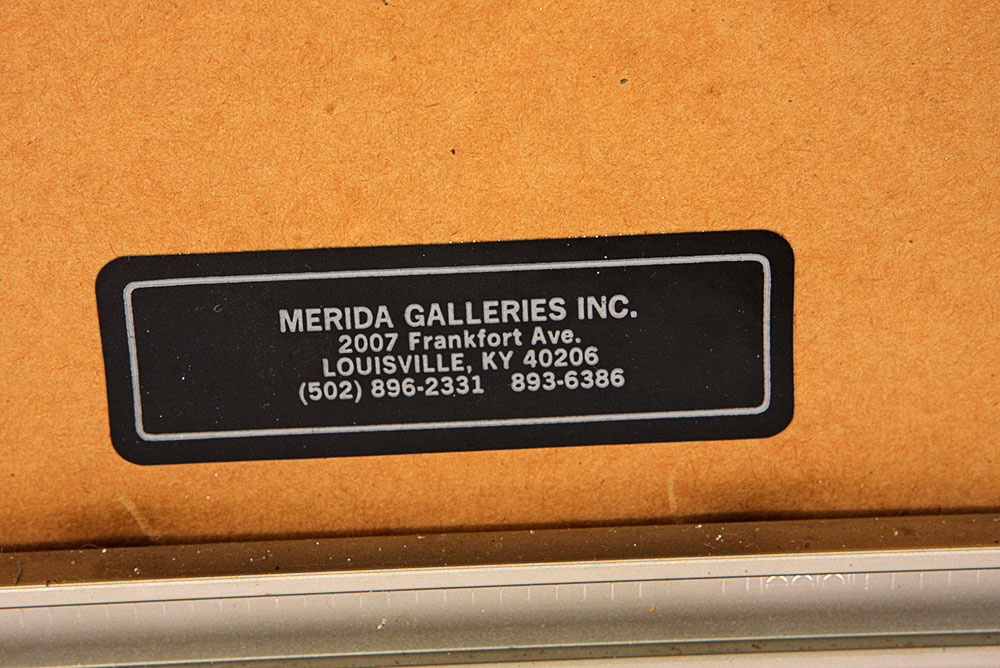 MERIDA GALLERIES INC.
2007 Frankfort Ave.
LOUISVILLE, KY 40206
(502) 896-2331 893-6386